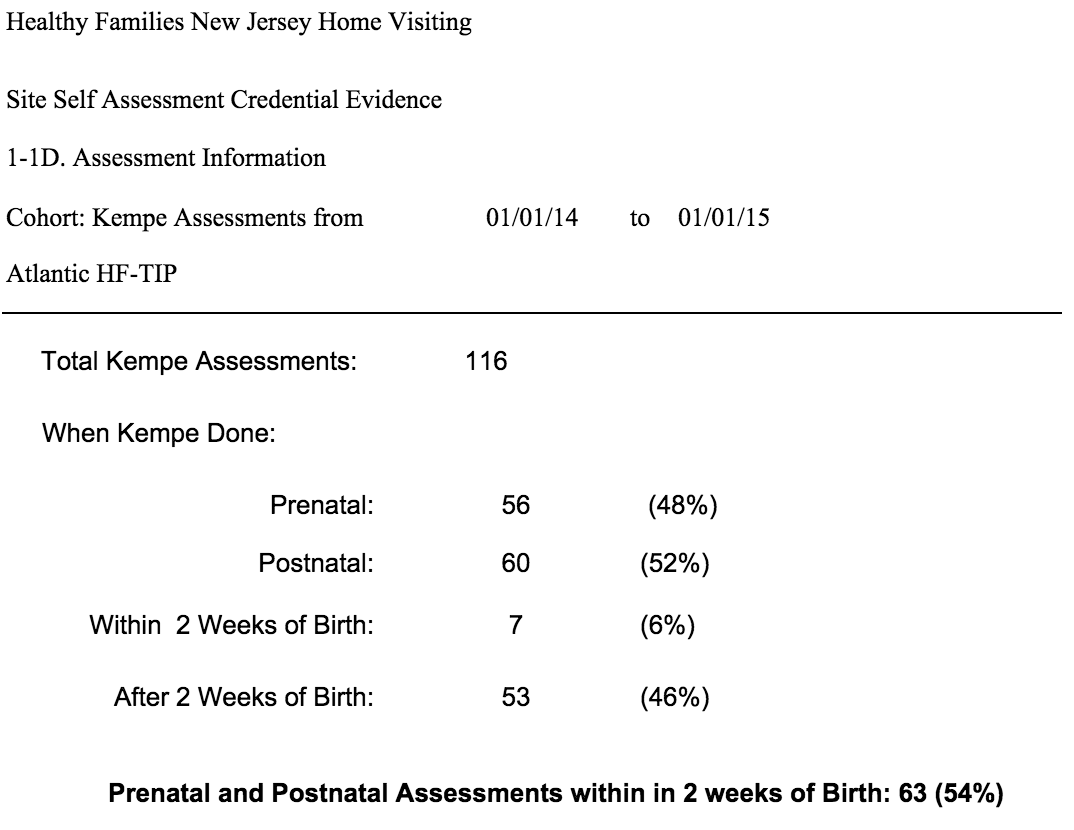 Healthy Families New Jersey Home Visiting
Site Self Assessment Credential Evidence
1-1D. Assessment Information
Cohort: Kempe Assessments from 01/01/14 to 01/01/15
Atlantic HF-TIP
Total Kempe Assessments: 116
When Kempe Done:
Prenatal: 56 (48%)
Postnatal: 60 (52%)
Within 2 Weeks of Birth: 7 (6%)
After 2 Weeks of Birth: 53 (46%)
Prenatal and Postnatal Assessments within in 2 weeks of Birth: 63 (54%)